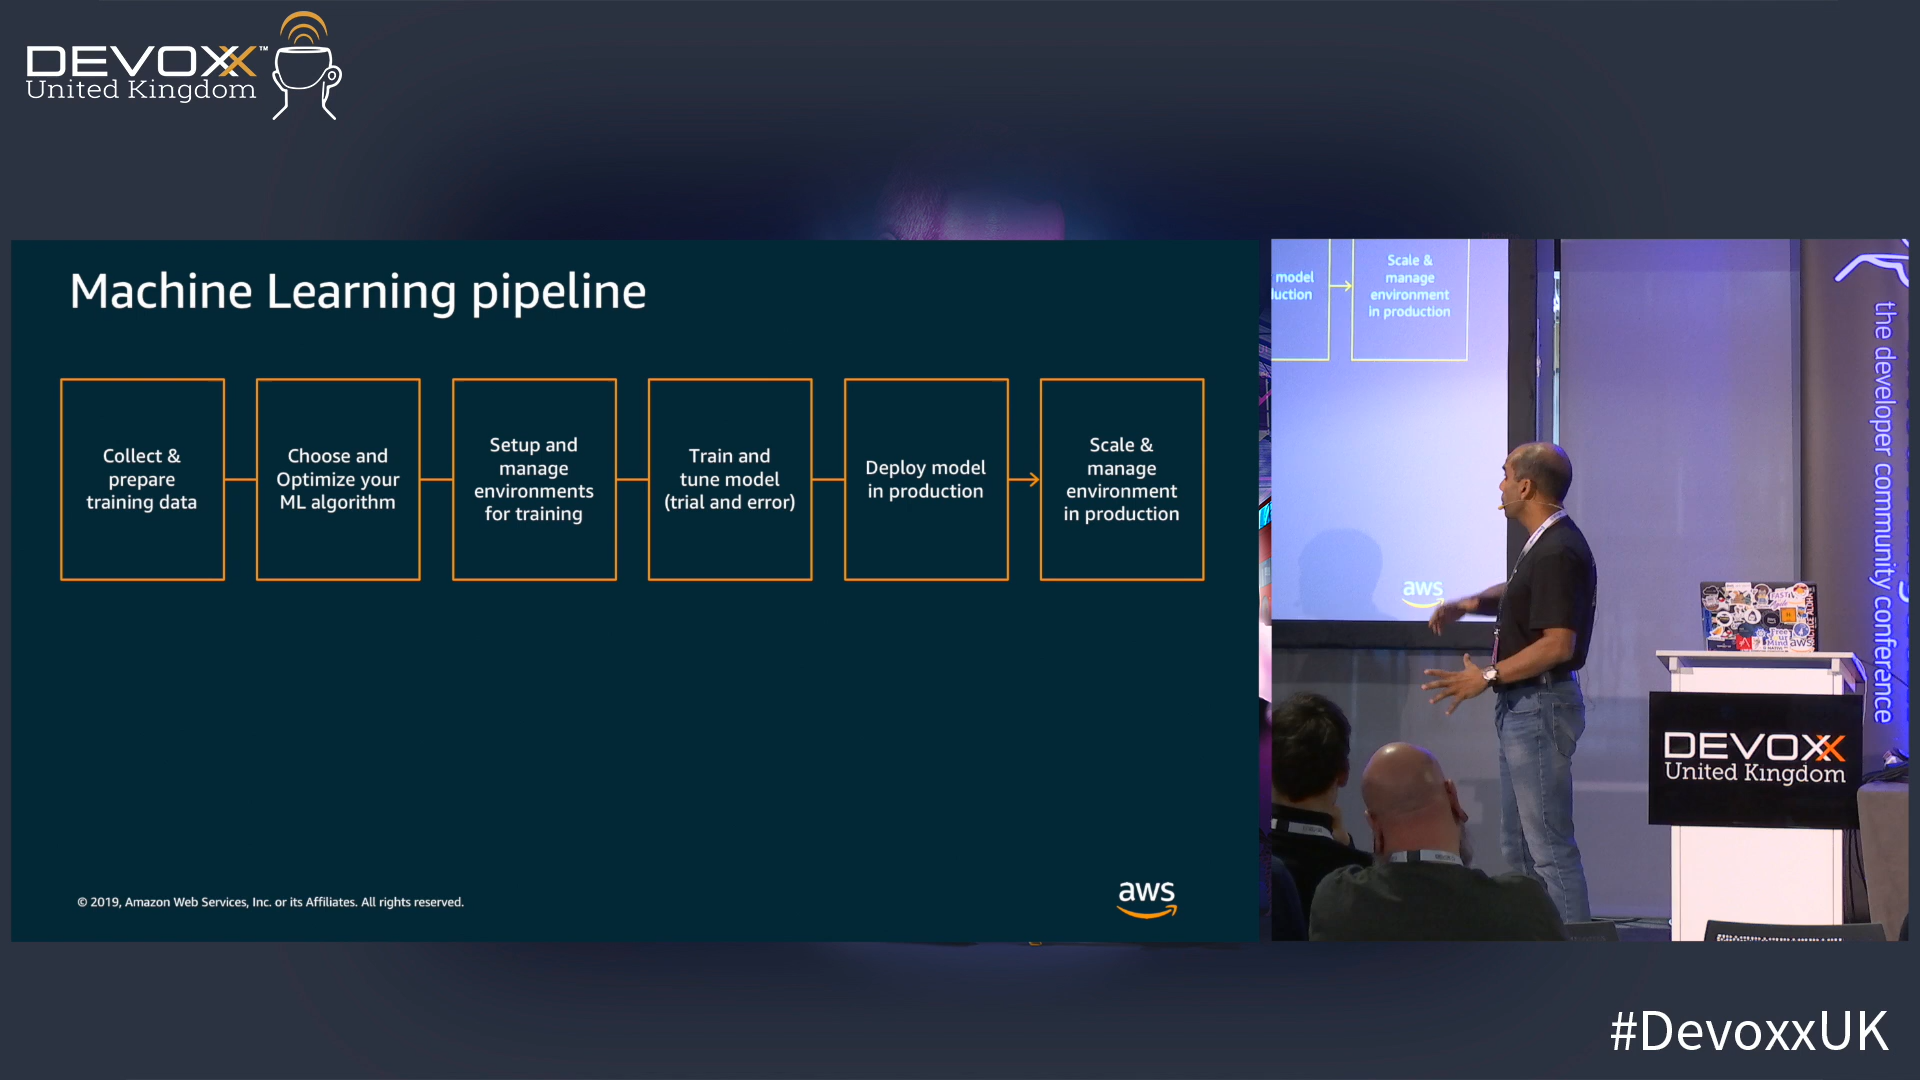 DEVOXX™
United Kingdom
Machine Learning pipeline
Collect &
prepare
training data
Choose and
Optimize your
ML algorithm
Setup and
manage
environments
for training
Train and
tune model
(trial and error)
Deploy model
in production
Scale &
manage
environment
in production
© 2019, Amazon Web Services, Inc. or its Affiliates. All rights reserved.
aws
model
Scale &
manage
environment
in production
aws
the developer community conference
aws
DEVOXX
United Kingdom
#DevoxxUK